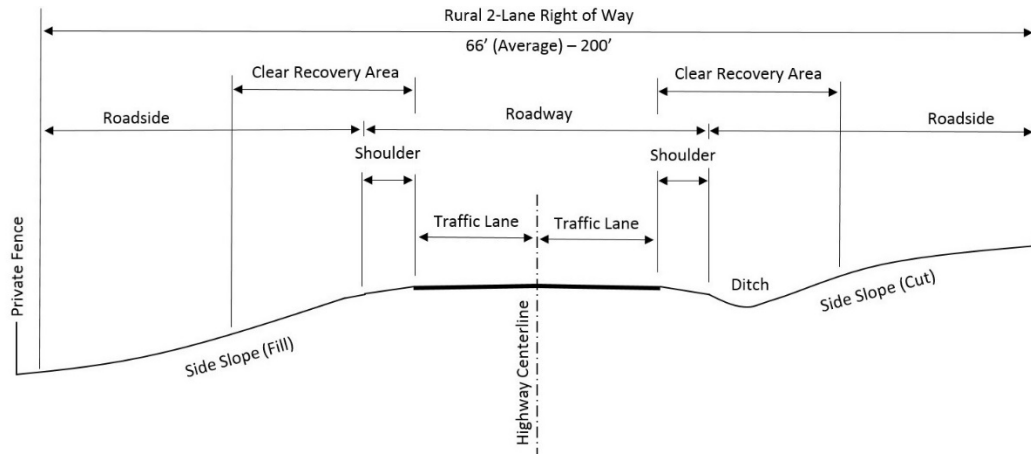 Rural 2-Lane Right of Way
66’ (Average) – 200’
Clear Recovery Area
Clear Recovery Area
Roadside
Roadway
Roadside
Shoulder
Shoulder
Traffic Lane
Traffic Lane
Private Fence
Side Slope (Fill)
Highway Centerline
Ditch
Side Slope (Cut)